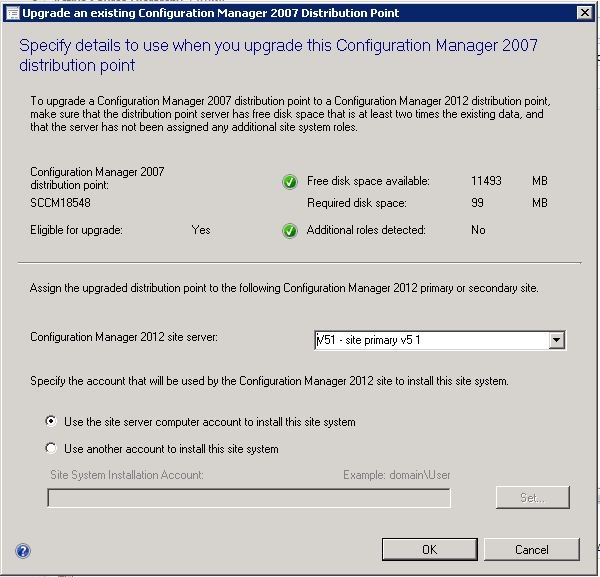 Upgrade an existing Configuration Manager 2007 Distribution Point
Specify details to use when you upgrade this Configuration Manager 2007
distribution point
To upgrade a Configuration Manager 2007 distribution point to a Configuration Manager 2012 distribution point,
make sure that the distribution point server has free disk space that is at least two times the existing data, and
that the server has not been assigned any additional site system roles.
Configuration Manager 2007
distribution point:
Free disk space available: 11493 MB
SCCM18548 Required disk space: 99 MB
Eligible for upgrade: Yes Additional roles detected: No
Assign the upgraded distribution point to the following Configuration Manager 2012 primary or secondary site.
Configuration Manager 2012 site server: V51 - site primary v5 1
Specify the account that will be used by the Configuration Manager 2012 site to install this site system.
Use the site server computer account to install this site system
Use another account to install this site system
Site System Installation Account: Example: domain\User
Set...
OK Cancel